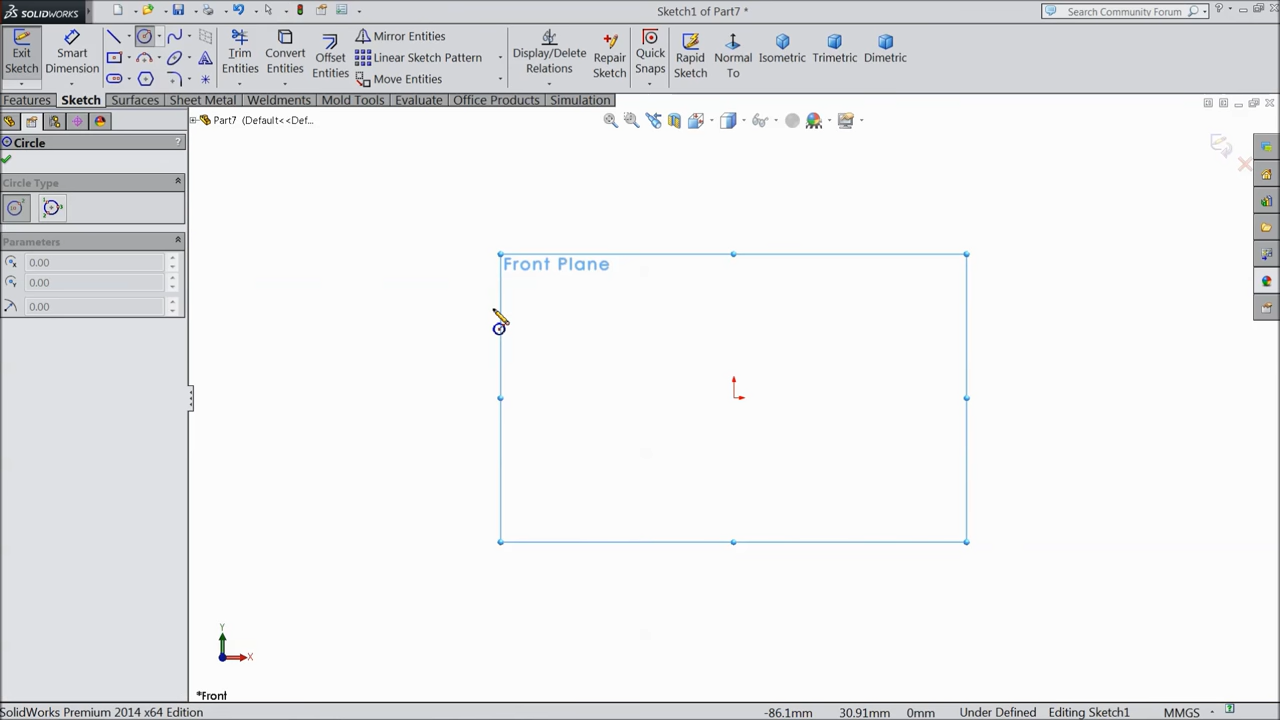 SOLIDWORKS
Sketch1 of Part7 *
Search Community Forum
Exit Sketch
Smart Dimension
Trim Entities
Convert Entities
Offset Entities
Mirror Entities
Linear Sketch Pattern
Move Entities
Display/Delete Relations
Repair Sketch
Quick Snaps
Rapid Sketch
Normal To
Isometric
Trimetric
Dimetric
Features
Sketch
Surfaces
Sheet Metal
Weldments
Mold Tools
Evaluate
Office Products
Simulation
Part7 (Default<<Def...
Circle
?
Circle Type
Parameters
0.00
0.00
0.00
Front Plane
Y
X
*Front
SOLIDWORKS Premium 2014 x64 Edition
-86.1mm
30.91mm
0mm
Under Defined
Editing Sketch1
MMGS